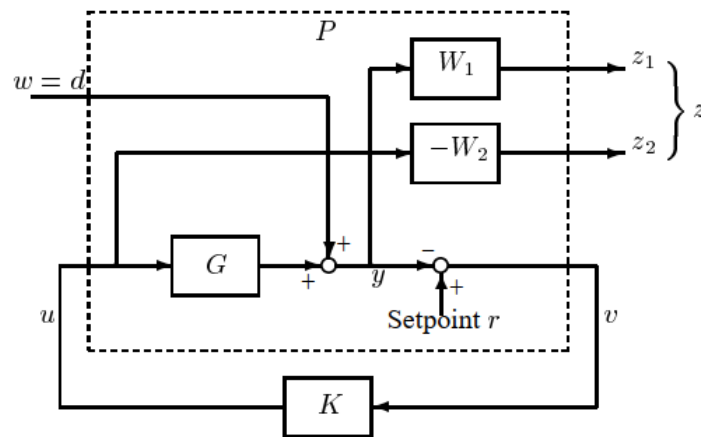 P
W₁
z₁
w = d
z
−W₂
z₂
+
G
+
y
−
+
Setpoint r
u
v
K